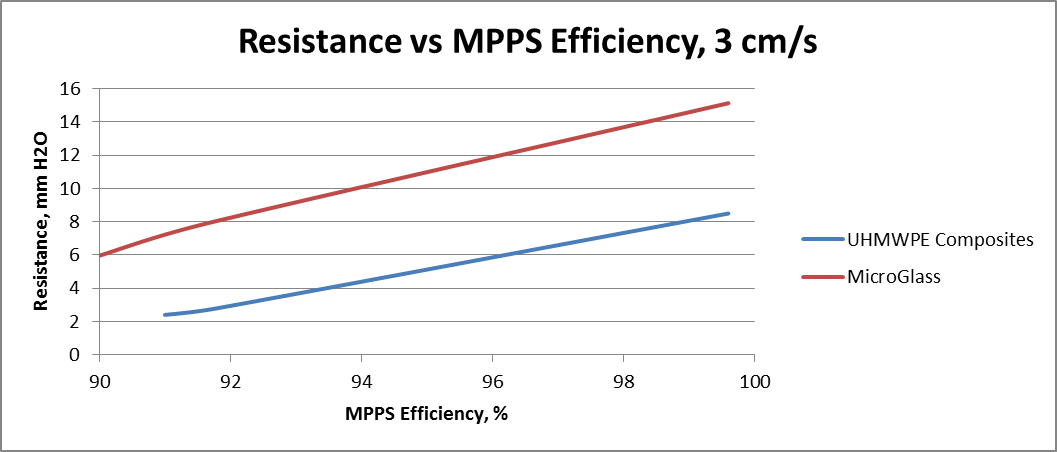 Resistance vs MPPS Efficiency, 3 cm/s
Resistance, mm H2O
16
14
12
10
8
6
4
2
0
90 92 94 96 98 100
MPPS Efficiency, %
UHMWPE Composites
MicroGlass